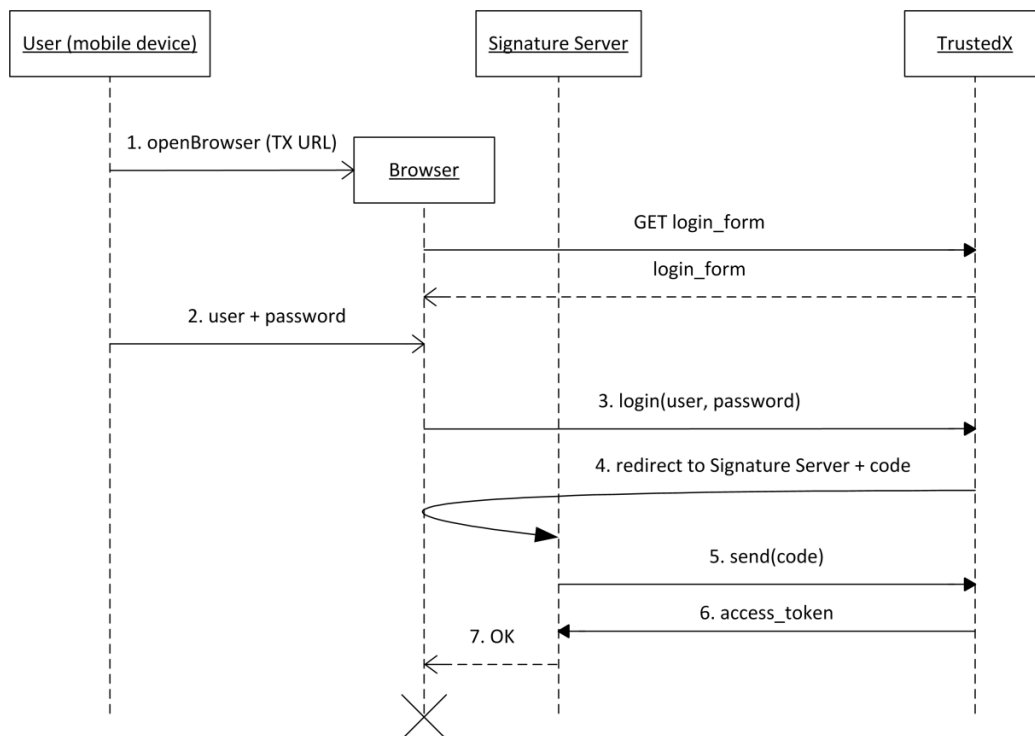 User (mobile device)
Signature Server
TrustedX
1. openBrowser (TX URL)
Browser
GET login_form
login_form
2. user + password
3. login(user, password)
4. redirect to Signature Server + code
5. send(code)
6. access_token
7. OK